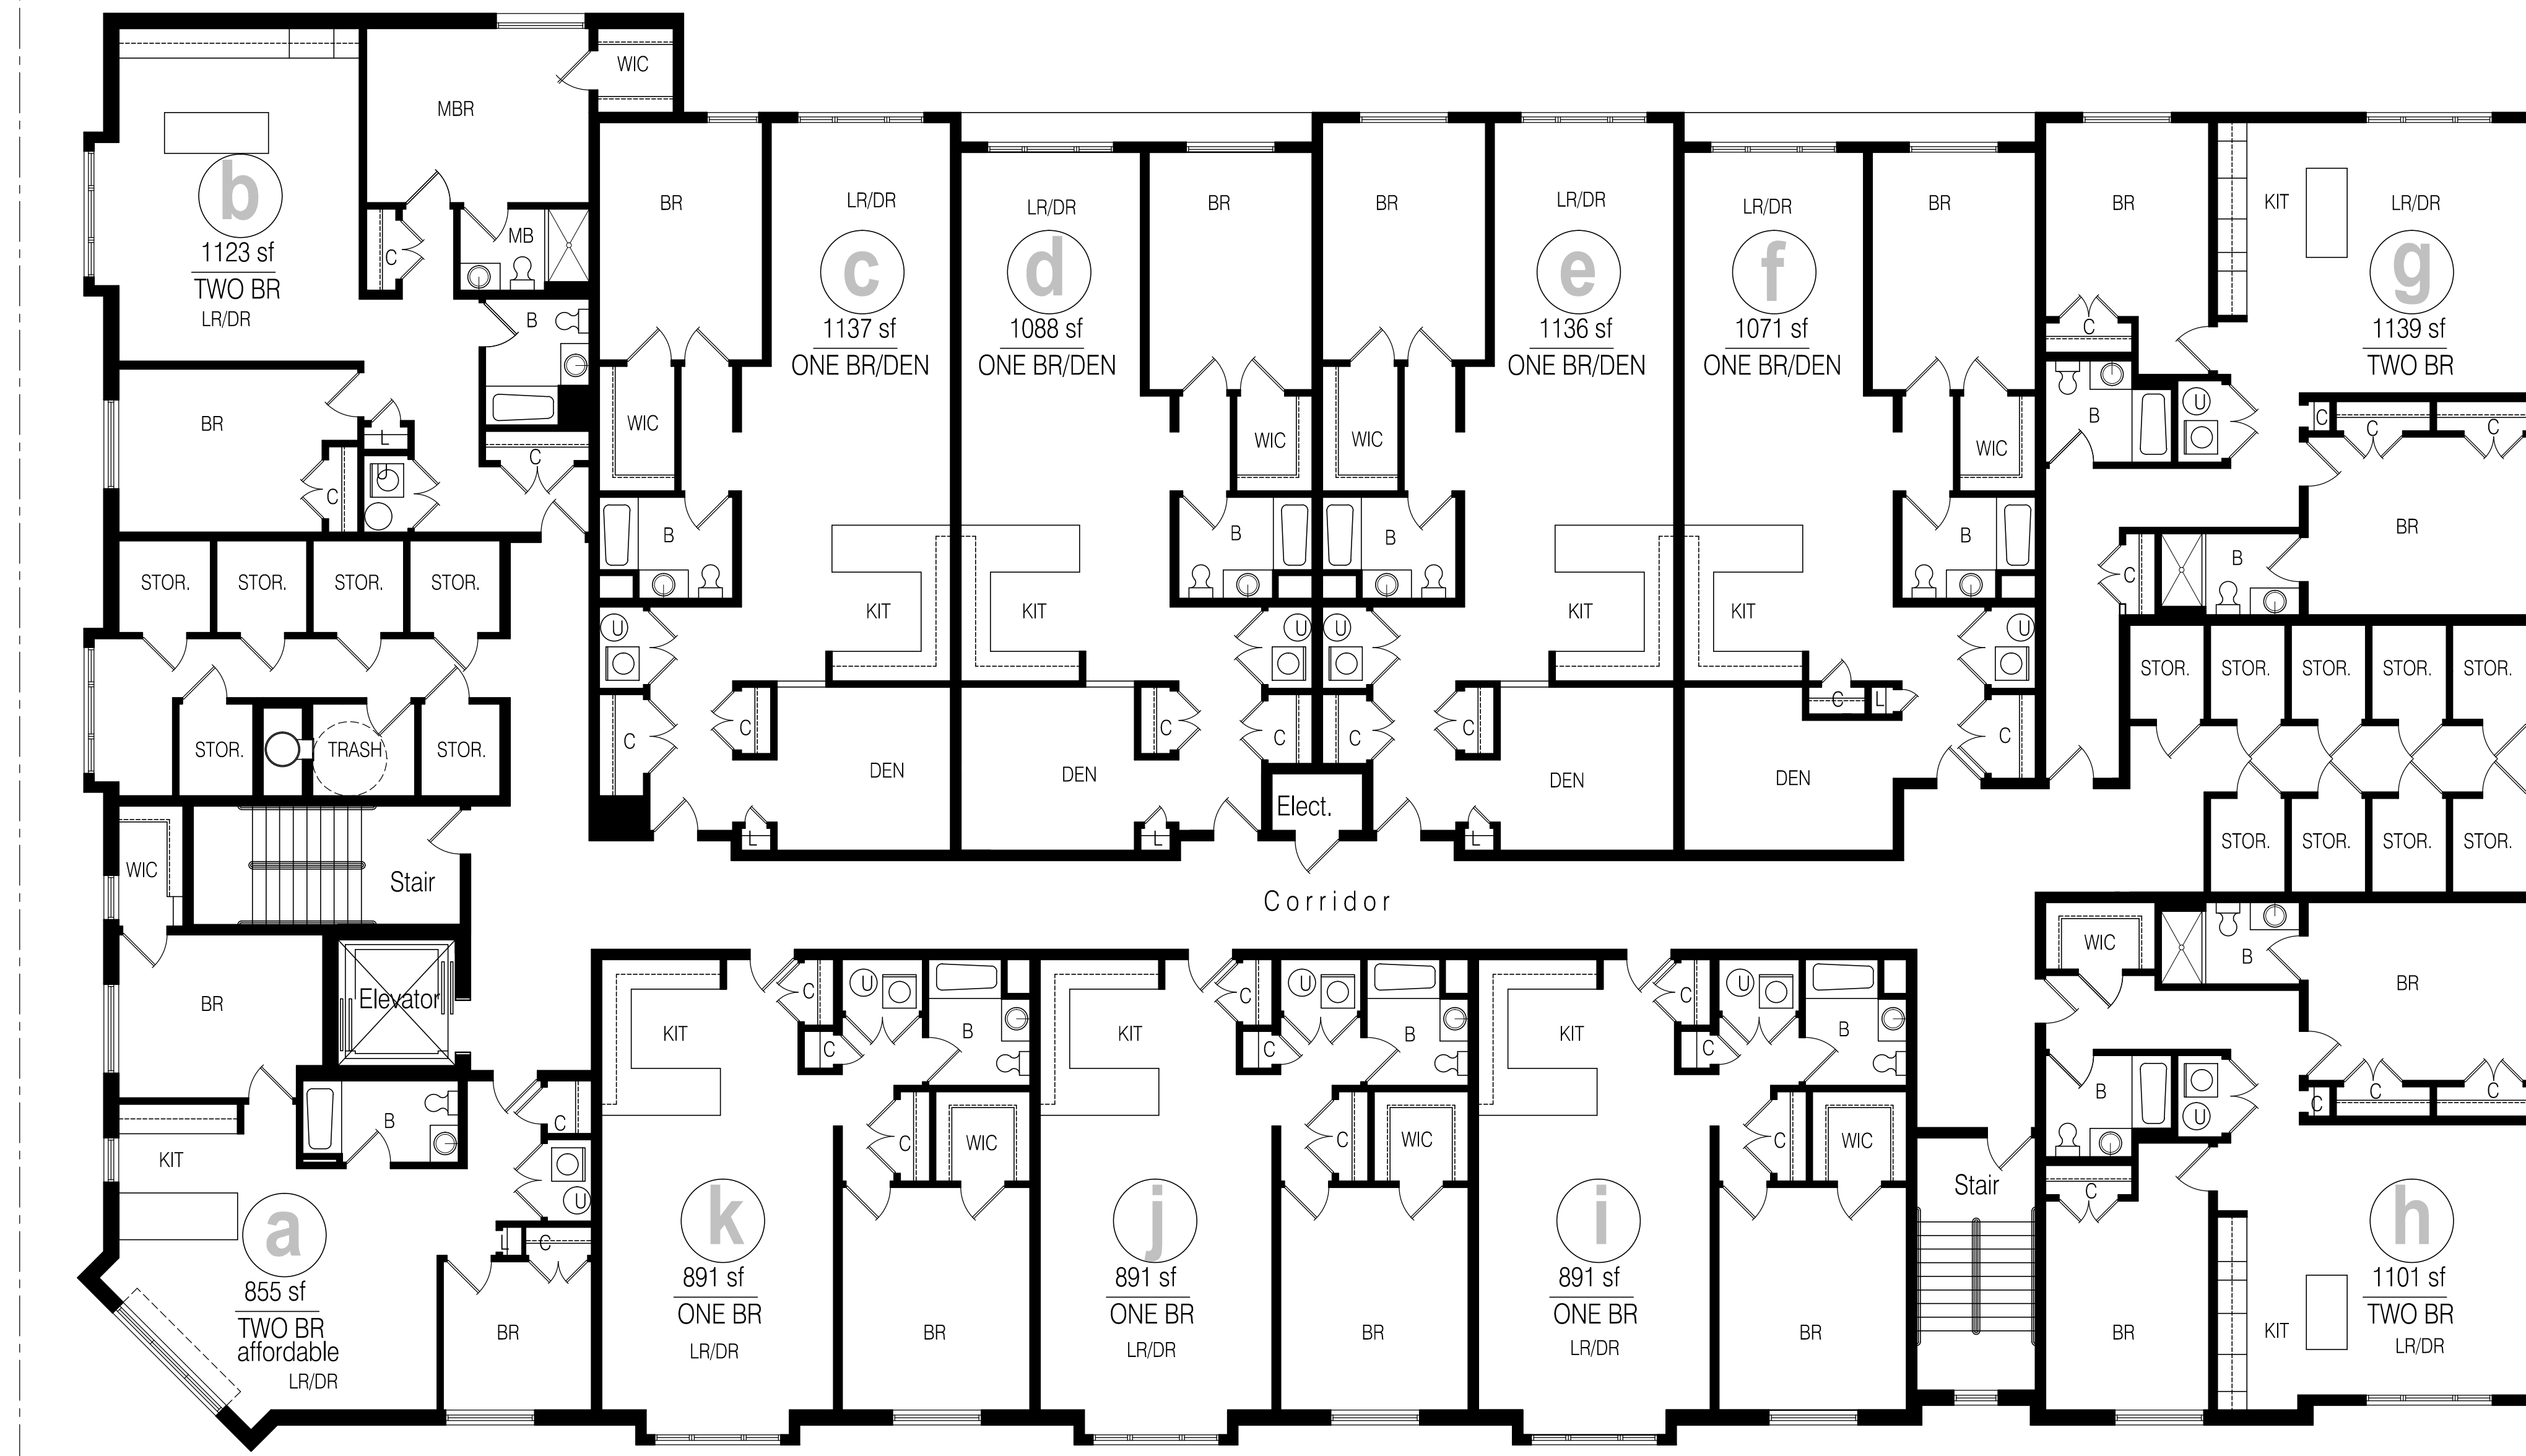 WIC
MBR
b
1123 sf
TWO BR
LR/DR
C
MB
B
BR
L
C
U
C
BR
WIC
B
U
C
LR/DR
c
1137 sf
ONE BR/DEN
KIT
C
DEN
L
LR/DR
d
1088 sf
ONE BR/DEN
KIT
BR
WIC
B
U
C
C
DEN
L
Elect.
BR
WIC
B
U
C
LR/DR
e
1136 sf
ONE BR/DEN
KIT
C
DEN
L
LR/DR
f
1071 sf
ONE BR/DEN
KIT
BR
WIC
B
U
C
L
C
DEN
BR
C
KIT
LR/DR
g
1139 sf
TWO BR
B
U
C
C
C
BR
C
B
STOR.
STOR.
STOR.
STOR.
STOR.
TRASH
STOR.
STOR.
STOR.
STOR.
STOR.
STOR.
STOR.
STOR.
STOR.
STOR.
Corridor
WIC
Stair
BR
Elevator
B
C
KIT
U
L
C
a
855 sf
TWO BR
affordable
LR/DR
BR
KIT
C
U
C
B
C
WIC
k
891 sf
ONE BR
LR/DR
BR
KIT
C
U
C
B
C
WIC
j
891 sf
ONE BR
LR/DR
BR
KIT
C
U
C
B
C
WIC
i
891 sf
ONE BR
LR/DR
BR
Stair
WIC
B
BR
B
U
C
C
C
C
h
1101 sf
TWO BR
LR/DR
KIT
BR